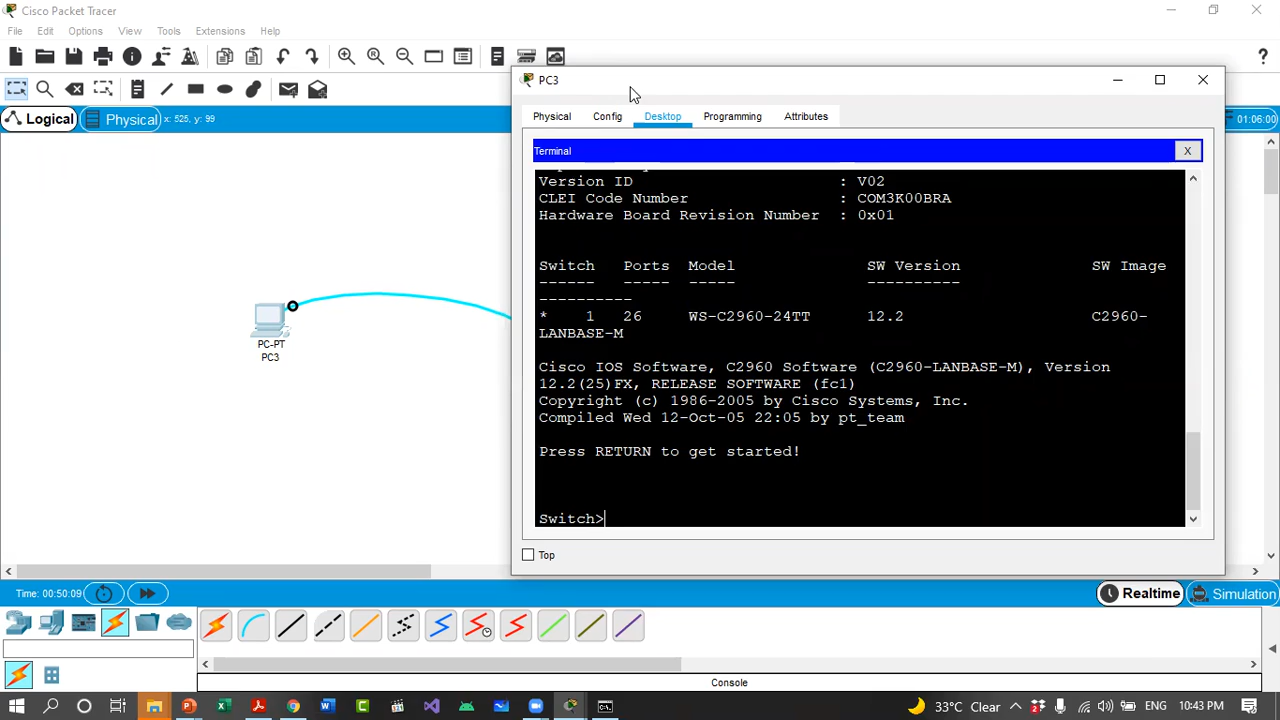 Cisco Packet Tracer
File Edit Options View Tools Extensions Help
Logical Physical x: 525, y: 99
01:06:00
PC3
Physical Config Desktop Programming Attributes
Terminal X
Version ID : V02
CLEI Code Number : COM3K00BRA
Hardware Board Revision Number : 0x01
Switch Ports Model SW Version SW Image
------ ----- ----- ----------
----------
* 1 26 WS-C2960-24TT 12.2 C2960-
LANBASE-M
Cisco IOS Software, C2960 Software (C2960-LANBASE-M), Version
12.2(25)FX, RELEASE SOFTWARE (fc1)
Copyright (c) 1986-2005 by Cisco Systems, Inc.
Compiled Wed 12-Oct-05 22:05 by pt_team
Press RETURN to get started!
Switch>
Top
PC-PT
PC3
Time: 00:50:09
Realtime Simulation
Console
33°C Clear 10:43 PM